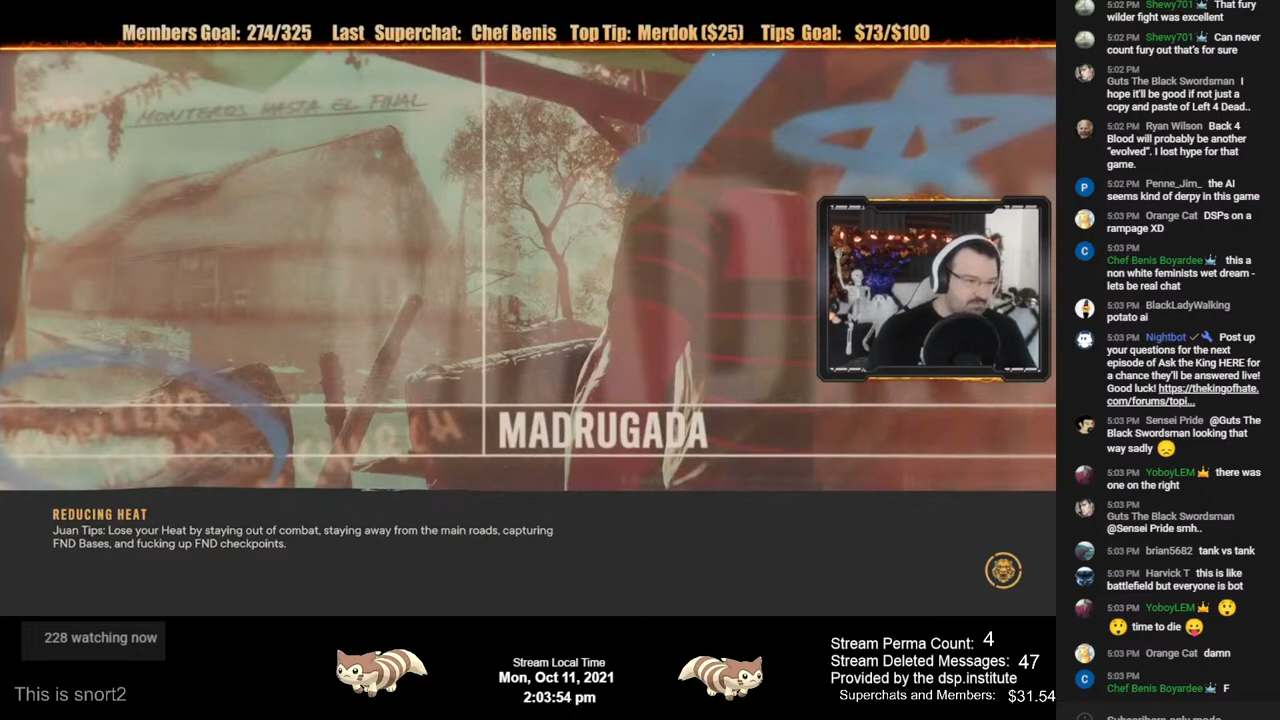 Members Goal: 274/325 Last Superchat: Chef Benis Top Tip: Merdok ($25) Tips Goal: $73/$100
MONTEROS HASTA EL FINAL
MADRUGADA
REDUCING HEAT
Juan Tips: Lose your Heat by staying out of combat, staying away from the main roads, capturing
FND Bases, and fucking up FND checkpoints.
228 watching now
This is snort2
Stream Local Time
Mon, Oct 11, 2021
2:03:54 pm
Stream Perma Count: 4
Stream Deleted Messages: 47
Provided by the dsp.institute
Superchats and Members: $31.54
5:02 PM Shewy701 That fury
wilder fight was excellent
5:02 PM Shewy701 Can never
count fury out that's for sure
5:02 PM
Guts The Black Swordsman I
hope it'll be good if not just a
copy and paste of Left 4 Dead..
5:02 PM Ryan Wilson Back 4
Blood will probably be another
"evolved". I lost hype for that
game.
5:02 PM Penne_Jim_ the AI
seems kind of derpy in this game
5:03 PM Orange Cat DSPs on a
rampage XD
5:03 PM
Chef Benis Boyardee this a
non white feminists wet dream -
lets be real chat
5:03 PM BlackLadyWalking
potato ai
5:03 PM Nightbot Post up
your questions for the next
episode of Ask the King HERE for
a chance they'll be answered live!
Good luck! https://thekingofhate.
com/forums/topi...
5:03 PM Sensei Pride @Guts
The Black Swordsman looking that
way sadly
5:03 PM YoboyLEM there was
one on the right
5:03 PM
Guts The Black Swordsman
@Sensei Pride smh..
5:03 PM brian5682 tank vs tank
5:03 PM Harvick T this is like
battlefield but everyone is bot
5:03 PM YoboyLEM
time to die
5:03 PM Orange Cat damn
5:03 PM
Chef Benis Boyardee F
Subscribers-only mode